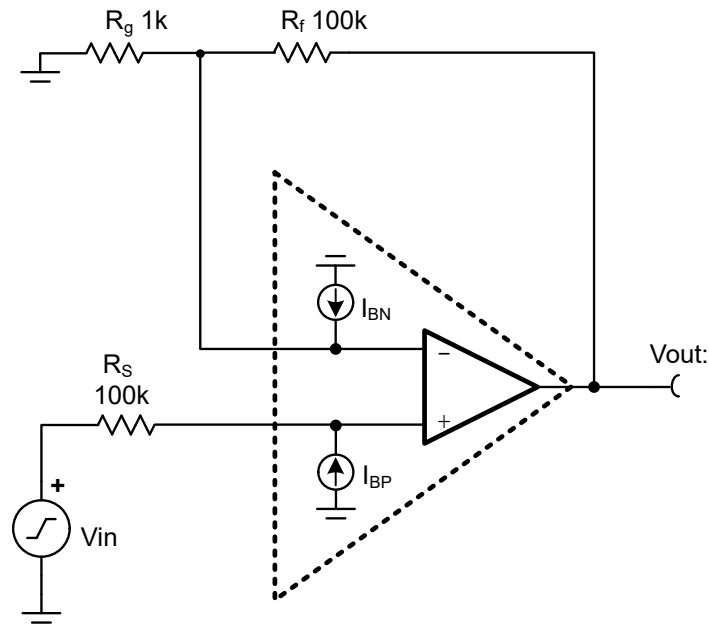 Rg 1k
Rf 100k
IBN
−
Vout:
RS
100k
+
IBP
+
Vin